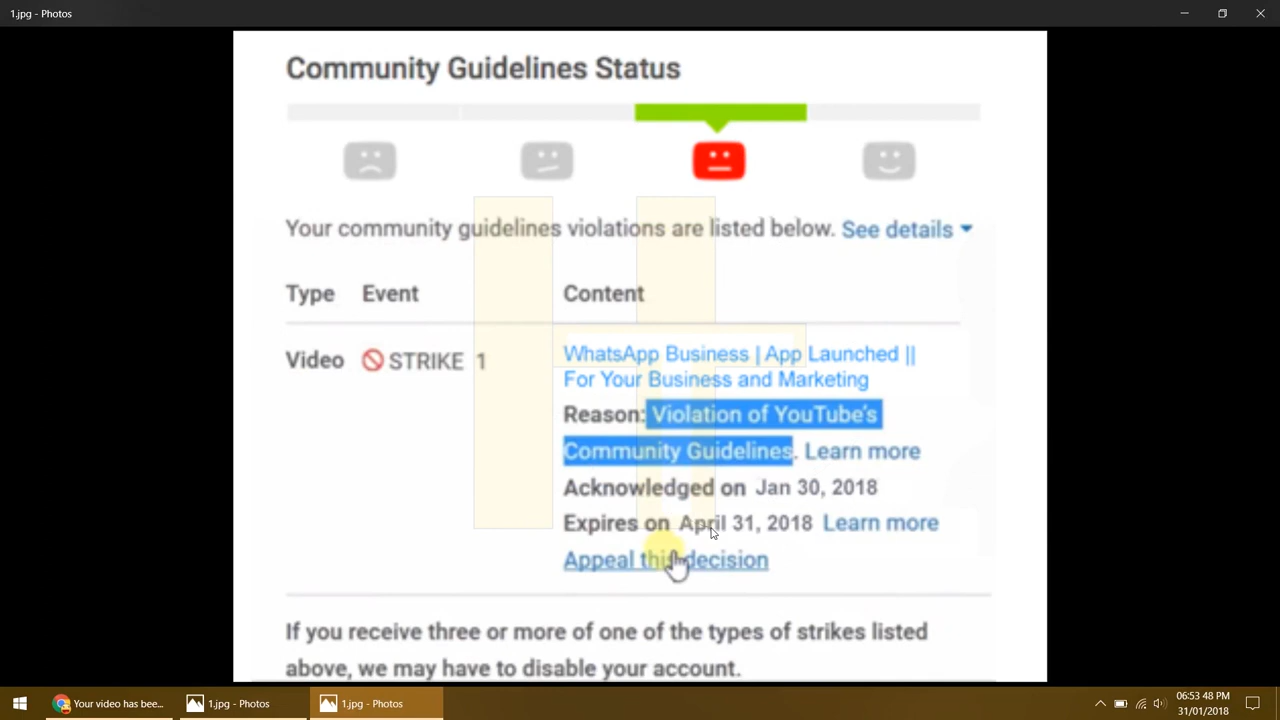 1.jpg - Photos
Community Guidelines Status
Your community guidelines violations are listed below. See details
Type Event Content
Video STRIKE 1
WhatsApp Business | App Launched ||
For Your Business and Marketing
Reason: Violation of YouTube's
Community Guidelines. Learn more
Acknowledged on Jan 30, 2018
Expires on April 31, 2018 Learn more
Appeal this decision
If you receive three or more of one of the types of strikes listed
above, we may have to disable your account.
Your video has bee... 1.jpg - Photos 1.jpg - Photos
06:53:48 PM
31/01/2018